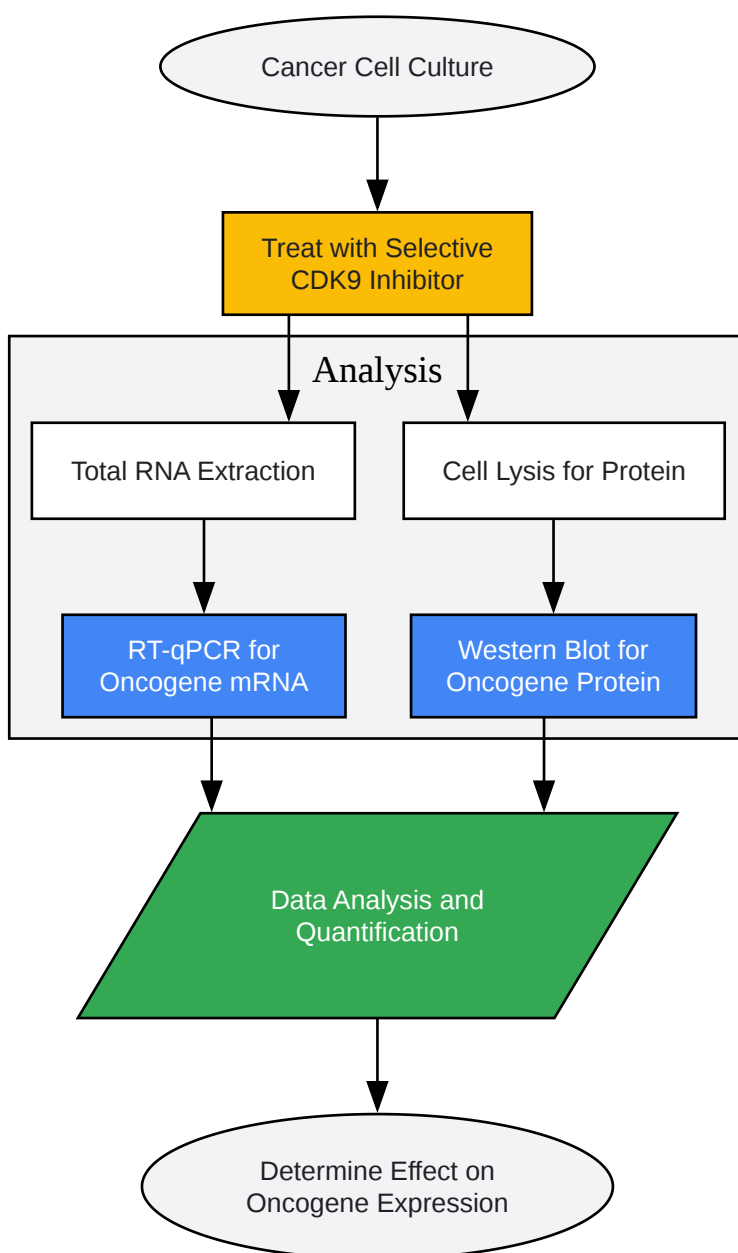 Cancer Cell Culture
Treat with Selective
CDK9 Inhibitor
Analysis
Total RNA Extraction
Cell Lysis for Protein
RT-qPCR for
Oncogene mRNA
Western Blot for
Oncogene Protein
Data Analysis and
Quantification
Determine Effect on
Oncogene Expression